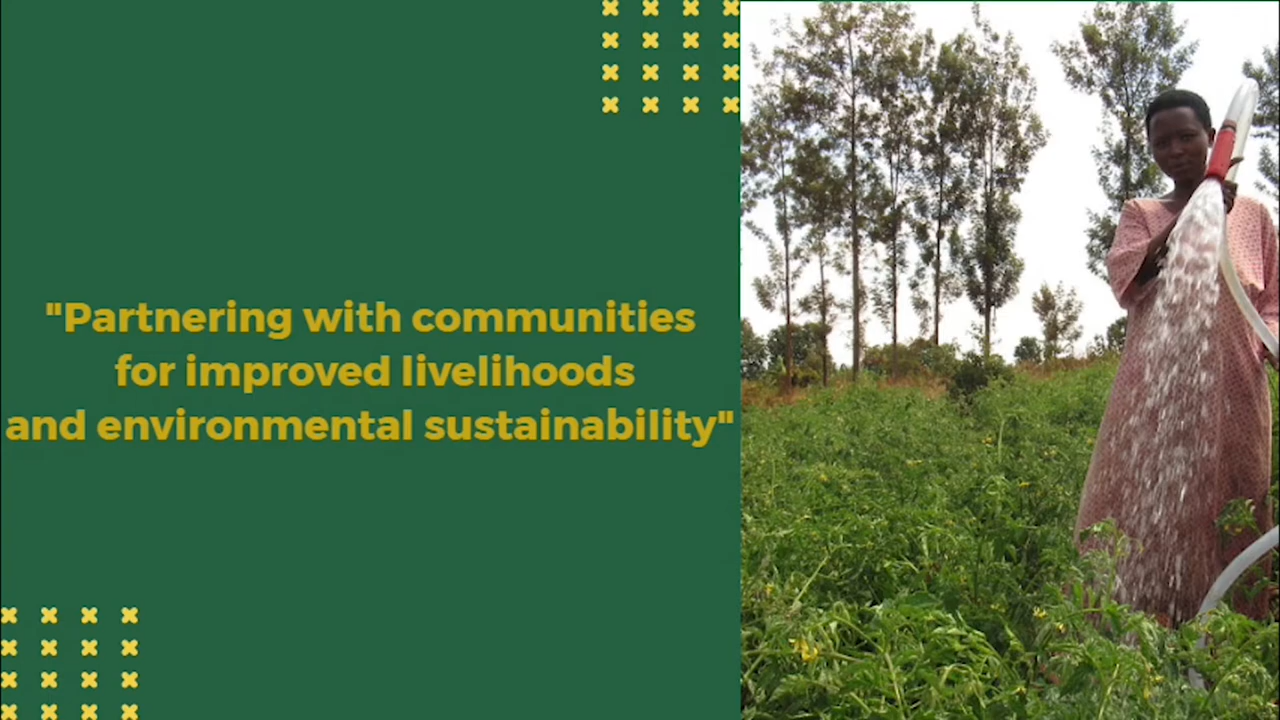 "Partnering with communities
for improved livelihoods
and environmental sustainability"